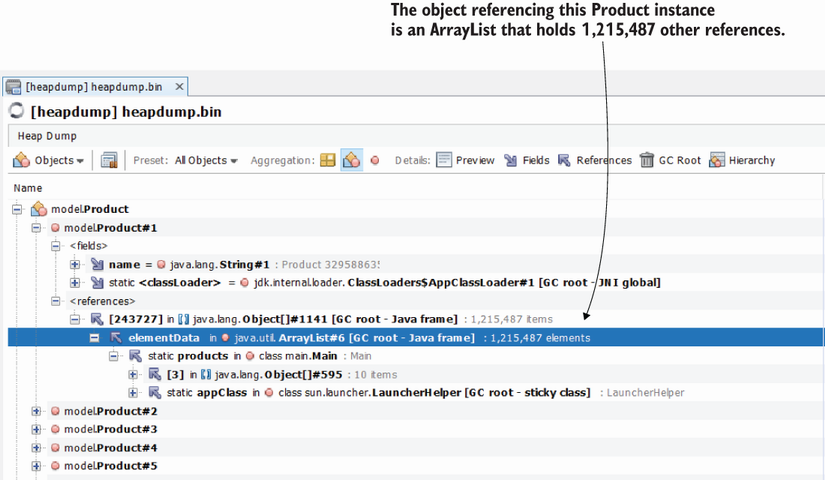 The object referencing this Product instance
is an ArrayList that holds 1,215,487 other references.
[heapdump] heapdump.bin
[heapdump] heapdump.bin
Heap Dump
Objects Preset: All Objects Aggregation: Details: Preview Fields References GC Root Hierarchy
Name
model.Product
model.Product#1
<fields>
name = java.lang.String#1 : Product 329588635
static <classLoader> = jdk.internal.loader.ClassLoaders$AppClassLoader#1 [GC root - JNI global]
<references>
[243727] in java.lang.Object[]#1141 [GC root - Java frame] : 1,215,487 items
elementData in java.util.ArrayList#6 [GC root - Java frame] : 1,215,487 elements
static products in class main.Main : Main
[3] in java.lang.Object[]#595 : 10 items
static appClass in class sun.launcher.LauncherHelper [GC root - sticky class] : LauncherHelper
model.Product#2
model.Product#3
model.Product#4
model.Product#5